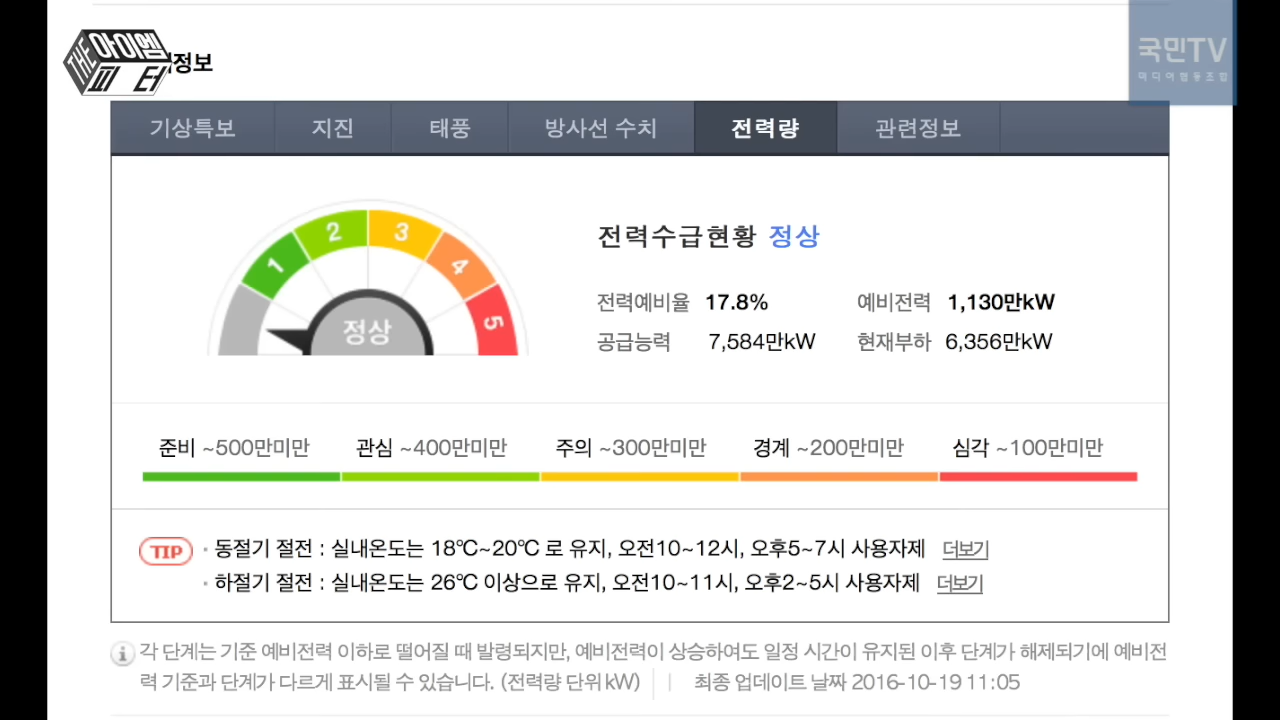 THE 아이엠
피터
정보
국민TV
미디어협동조합
기상특보 지진 태풍 방사선 수치 전력량 관련정보
1 2 3 4 5
정상
전력수급현황 정상
전력예비율 17.8% 예비전력 1,130만kW
공급능력 7,584만kW 현재부하 6,356만kW
준비 ~500만미만 관심 ~400만미만 주의 ~300만미만 경계 ~200만미만 심각 ~100만미만
TIP · 동절기 절전 : 실내온도는 18℃~20℃ 로 유지, 오전10~12시, 오후5~7시 사용자제 더보기
· 하절기 절전 : 실내온도는 26℃ 이상으로 유지, 오전10~11시, 오후2~5시 사용자제 더보기
각 단계는 기준 예비전력 이하로 떨어질 때 발령되지만, 예비전력이 상승하여도 일정 시간이 유지된 이후 단계가 해제되기에 예비전
력 기준과 단계가 다르게 표시될 수 있습니다. (전력량 단위 kW) | 최종 업데이트 날짜 2016-10-19 11:05